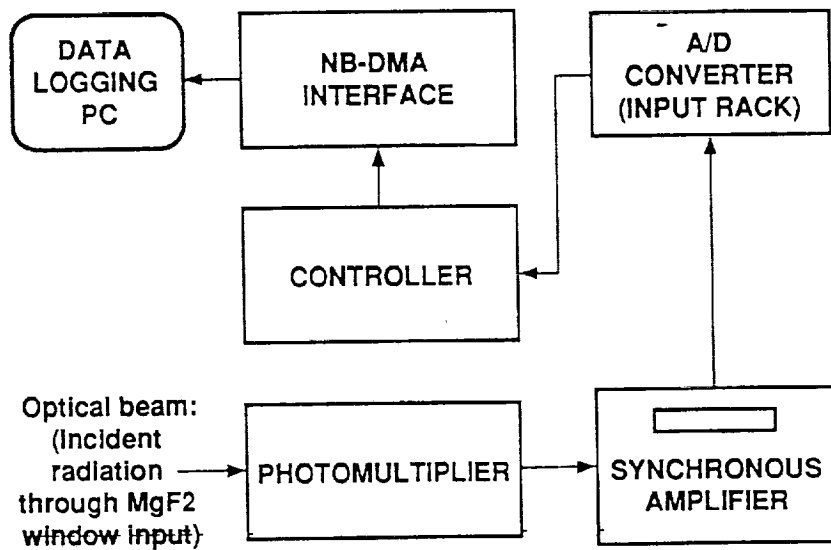 DATA
LOGGING
PC
NB-DMA
INTERFACE
A/D
CONVERTER
(INPUT RACK)
CONTROLLER
Optical beam:
(Incident
radiation
through MgF2
window input)
PHOTOMULTIPLIER
SYNCHRONOUS
AMPLIFIER